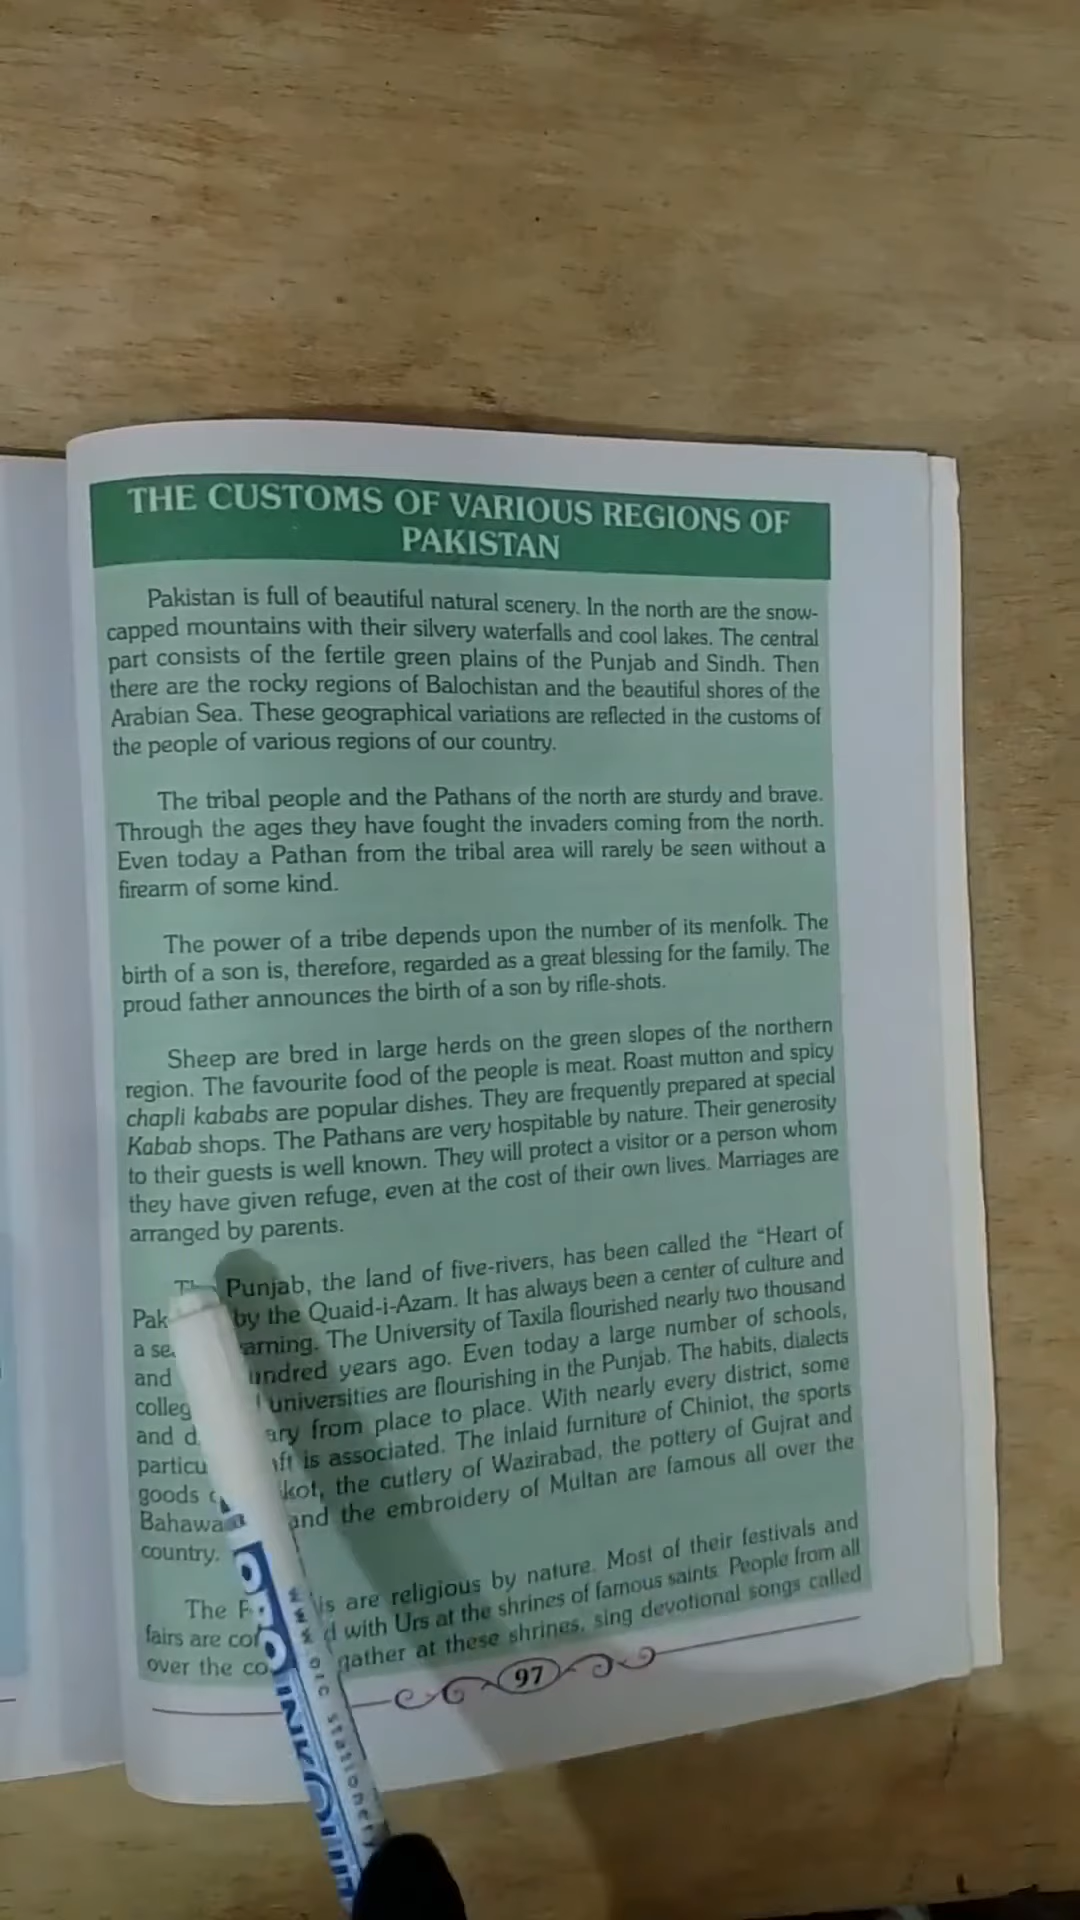 THE CUSTOMS OF VARIOUS REGIONS OF
PAKISTAN
Pakistan is full of beautiful natural scenery. In the north are the snow-
capped mountains with their silvery waterfalls and cool lakes. The central
part consists of the fertile green plains of the Punjab and Sindh. Then
there are the rocky regions of Balochistan and the beautiful shores of the
Arabian Sea. These geographical variations are reflected in the customs of
the people of various regions of our country.
The tribal people and the Pathans of the north are sturdy and brave.
Through the ages they have fought the invaders coming from the north.
Even today a Pathan from the tribal area will rarely be seen without a
firearm of some kind.
The power of a tribe depends upon the number of its menfolk. The
birth of a son is, therefore, regarded as a great blessing for the family. The
proud father announces the birth of a son by rifle-shots.
Sheep are bred in large herds on the green slopes of the northern
region. The favourite food of the people is meat. Roast mutton and spicy
chapli kababs are popular dishes. They are frequently prepared at special
Kabab shops. The Pathans are very hospitable by nature. Their generosity
to their guests is well known. They will protect a visitor or a person whom
they have given refuge, even at the cost of their own lives. Marriages are
arranged by parents.
Punjab, the land of five-rivers, has been called the “Heart of
Pak by the Quaid-i-Azam. It has always been a center of culture and
a se arning. The University of Taxila flourished nearly two thousand
and undred years ago. Even today a large number of schools,
colleg universities are flourishing in the Punjab. The habits, dialects
and d ary from place to place. With nearly every district, some
particu ft is associated. The inlaid furniture of Chiniot, the sports
goods kot, the cutlery of Wazirabad, the pottery of Gujrat and
Bahawa and the embroidery of Multan are famous all over the
country.
The is are religious by nature. Most of their festivals and
fairs are con d with Urs at the shrines of famous saints. People from all
over the co gather at these shrines, sing devotional songs called
97